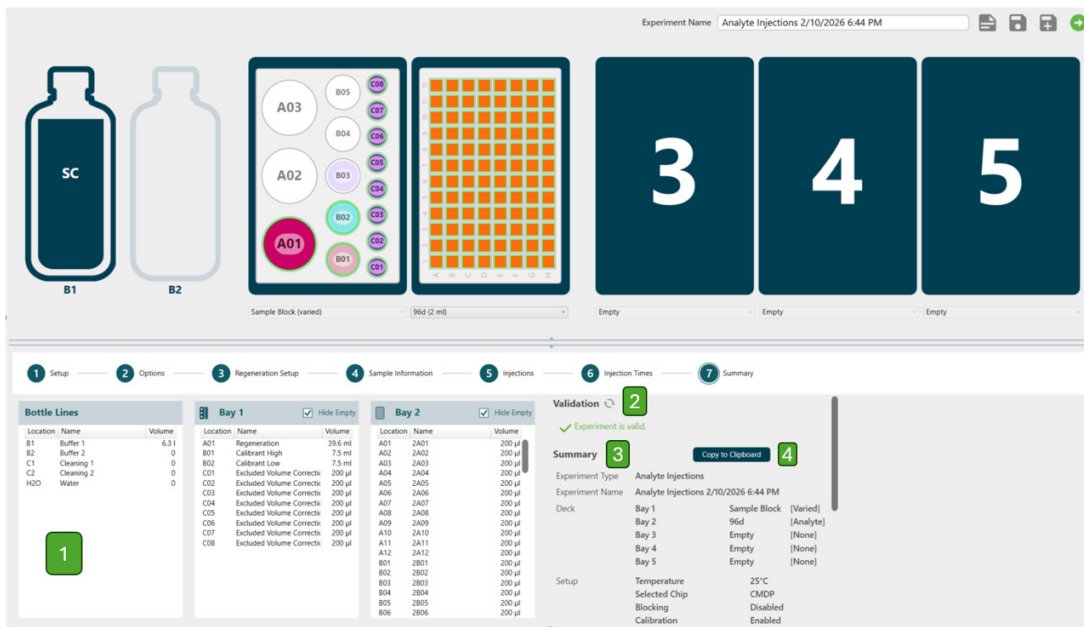 Experiment Name Analyte Injections 2/10/2026 6:44 PM
SC
B1
B2
A03
A02
A01
B05
B04
B03
B02
B01
C08
C07
C06
C05
C04
C03
C02
C01
12
11
10
9
8
7
6
5
4
3
2
1
A B C D E F G H
3
4
5
Sample Block (varied)
96d (2 ml)
Empty
Empty
Empty
1 Setup
2 Options
3 Regeneration Setup
4 Sample Information
5 Injections
6 Injection Times
7 Summary
Bottle Lines
Location Name Volume
B1 Buffer 1 6.3 l
B2 Buffer 2 0
C1 Cleaning 1 0
C2 Cleaning 2 0
H2O Water 0
1
Bay 1 Hide Empty
Location Name Volume
A01 Regeneration 39.6 ml
B01 Calibrant High 7.5 ml
B02 Calibrant Low 7.5 ml
C01 Excluded Volume Correctic 200 µl
C02 Excluded Volume Correctic 200 µl
C03 Excluded Volume Correctic 200 µl
C04 Excluded Volume Correctic 200 µl
C05 Excluded Volume Correctic 200 µl
C06 Excluded Volume Correctic 200 µl
C07 Excluded Volume Correctic 200 µl
C08 Excluded Volume Correctic 200 µl
Bay 2 Hide Empty
Location Name Volume
A01 2A01 200 µl
A02 2A02 200 µl
A03 2A03 200 µl
A04 2A04 200 µl
A05 2A05 200 µl
A06 2A06 200 µl
A07 2A07 200 µl
A08 2A08 200 µl
A09 2A09 200 µl
A10 2A10 200 µl
A11 2A11 200 µl
A12 2A12 200 µl
B01 2B01 200 µl
B02 2B02 200 µl
B03 2B03 200 µl
B04 2B04 200 µl
B05 2B05 200 µl
B06 2B06 200 µl
Validation 2
Experiment is valid.
Summary 3 Copy to Clipboard 4
Experiment Type Analyte Injections
Experiment Name Analyte Injections 2/10/2026 6:44 PM
Deck Bay 1 Sample Block [Varied]
Bay 2 96d [Analyte]
Bay 3 Empty [None]
Bay 4 Empty [None]
Bay 5 Empty [None]
Setup Temperature 25°C
Selected Chip CMDP
Blocking Disabled
Calibration Enabled